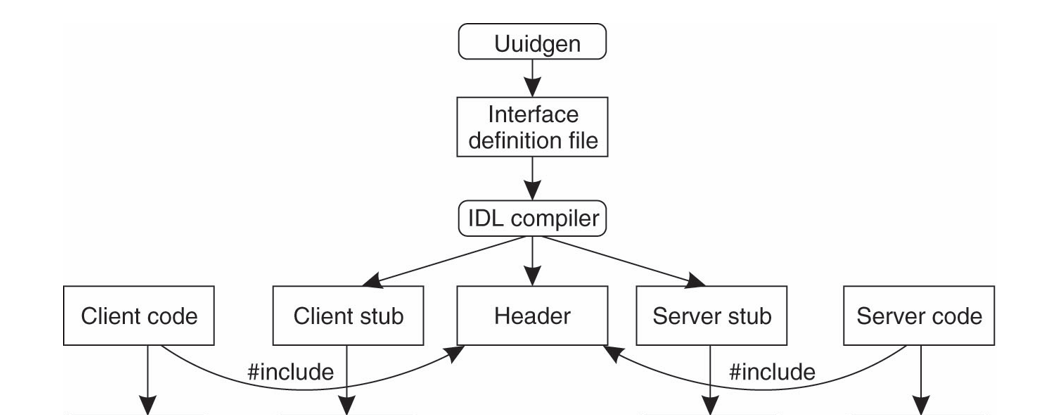 Uuidgen
Interface
definition file
IDL compiler
Client code
Client stub
Header
Server stub
Server code
#include
#include